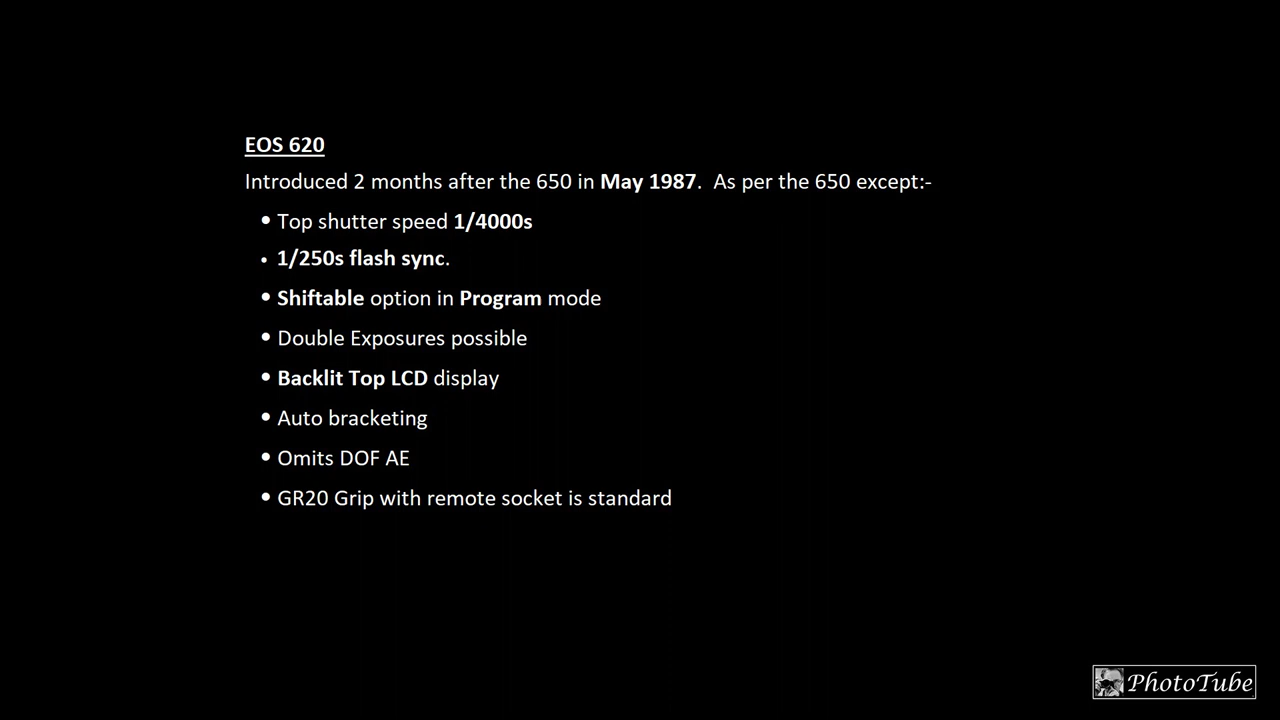 EOS 620
Introduced 2 months after the 650 in May 1987.  As per the 650 except:-
• Top shutter speed 1/4000s
• 1/250s flash sync.
• Shiftable option in Program mode
• Double Exposures possible
• Backlit Top LCD display
• Auto bracketing
• Omits DOF AE
• GR20 Grip with remote socket is standard
PhotoTube